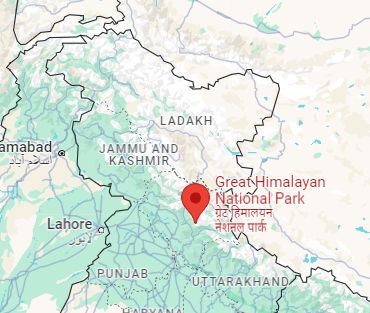 LADAKH
amabad
اسلام آباد
JAMMU AND
KASHMIR
Great Himalayan
National Park
ग्रेट हिमालयन
नेशनल पार्क
Lahore
لاہور
PUNJAB
UTTARAKHAND
HARYANA